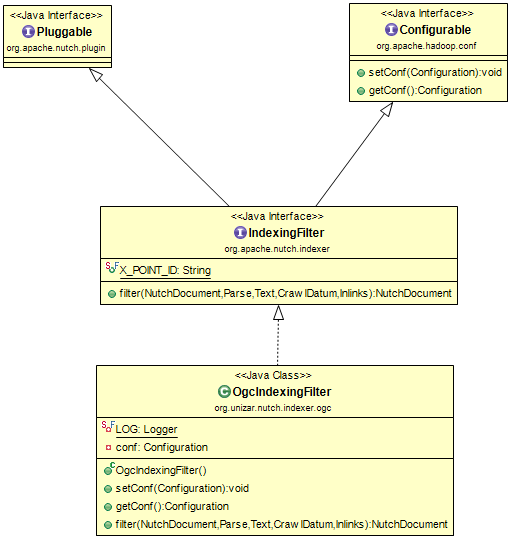 <<Java Interface>>
Pluggable
org.apache.nutch.plugin
<<Java Interface>>
Configurable
org.apache.hadoop.conf
setConf(Configuration):void
getConf():Configuration
<<Java Interface>>
IndexingFilter
org.apache.nutch.indexer
X_POINT_ID: String
filter(NutchDocument,Parse,Text,CrawlDatum,Inlinks):NutchDocument
<<Java Class>>
OgcIndexingFilter
org.unizar.nutch.indexer.ogc
LOG: Logger
conf: Configuration
OgcIndexingFilter()
setConf(Configuration):void
getConf():Configuration
filter(NutchDocument,Parse,Text,CrawlDatum,Inlinks):NutchDocument